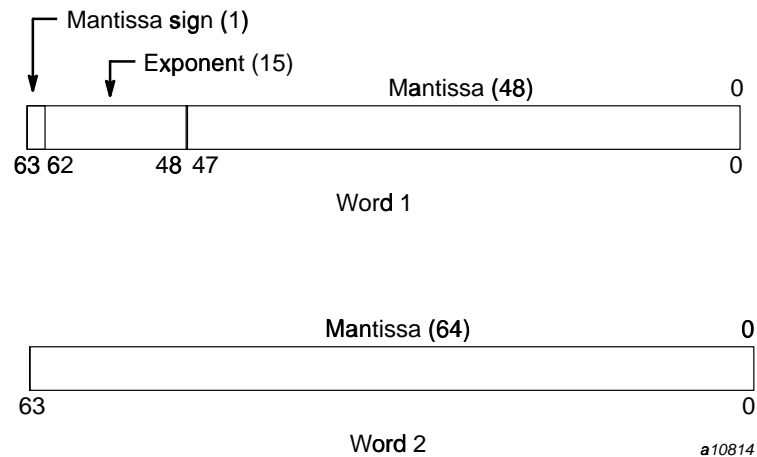 Mantissa sign (1)
Exponent (15)
Mantissa (48) 0
63 62 48 47 0
Word 1
Mantissa (64) 0
63 0
Word 2
a10814